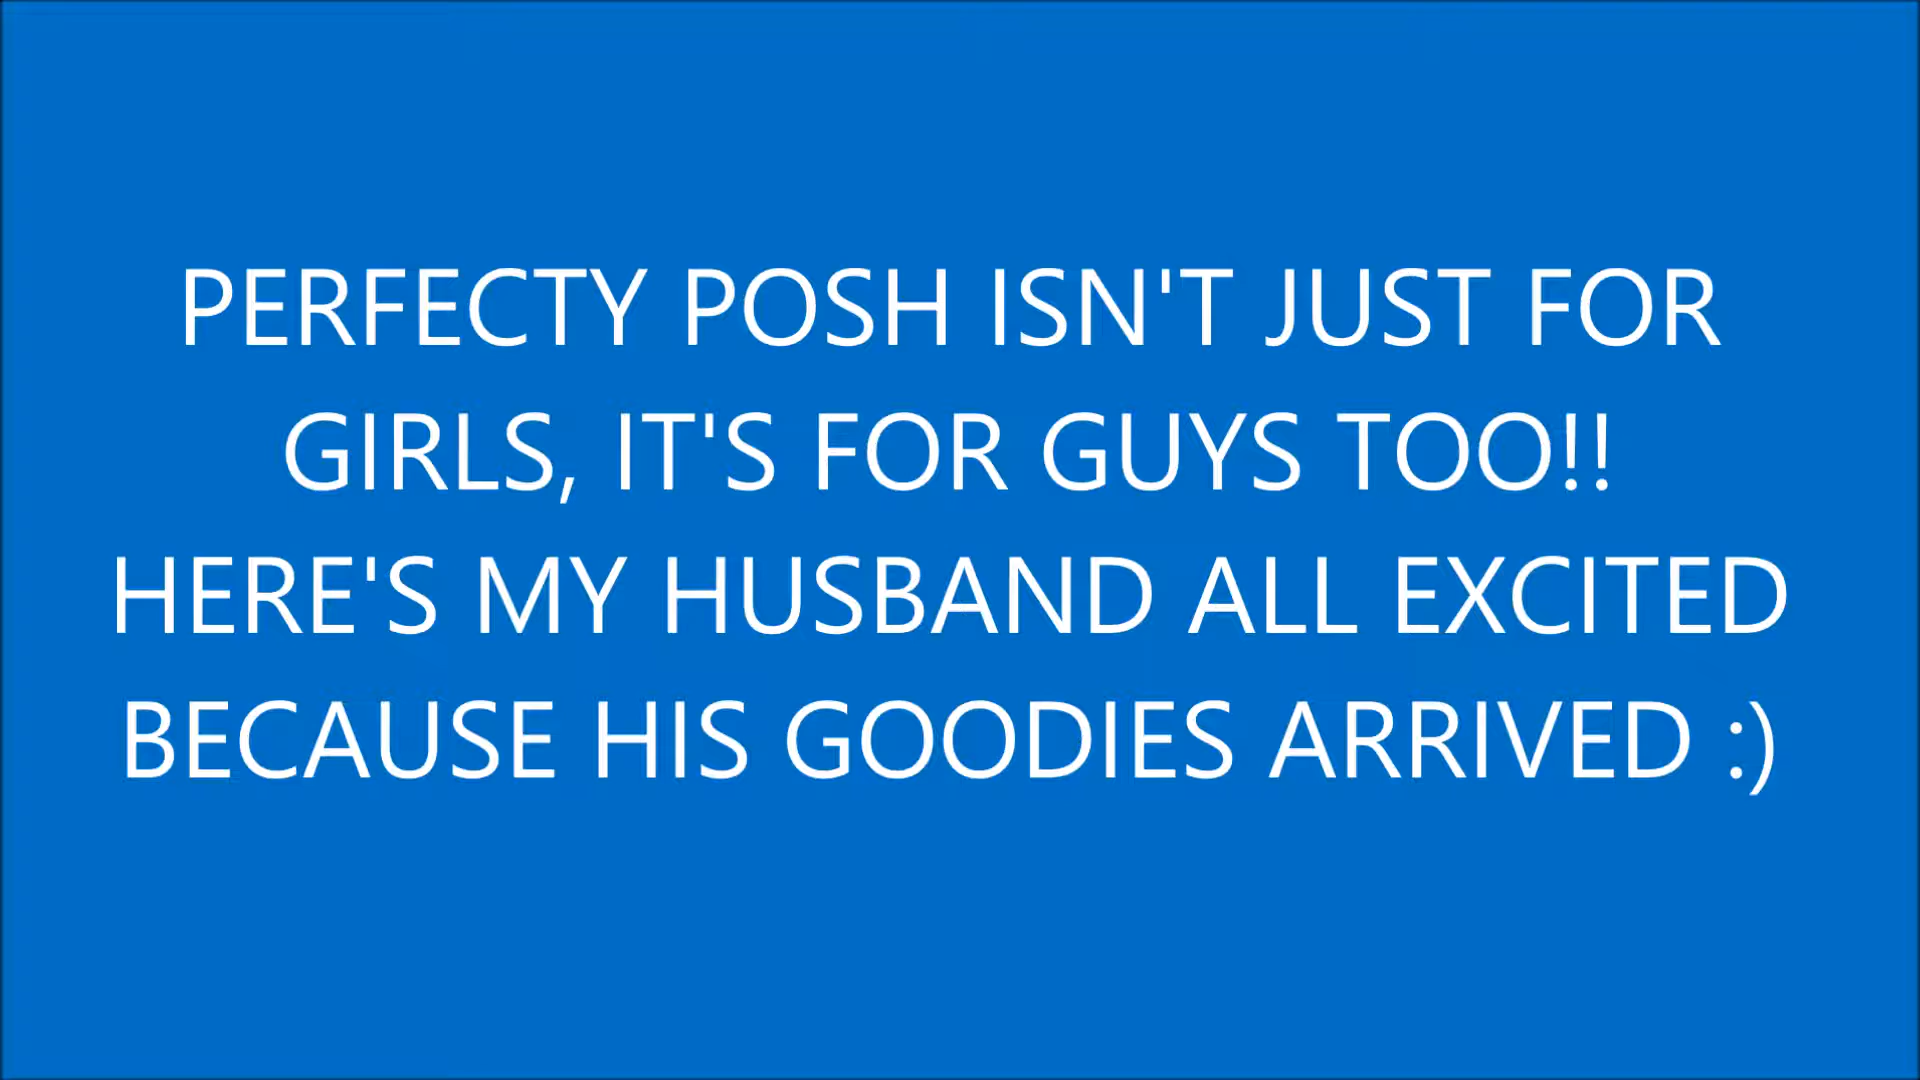 PERFECTY POSH ISN'T JUST FOR
GIRLS, IT'S FOR GUYS TOO!!
HERE'S MY HUSBAND ALL EXCITED
BECAUSE HIS GOODIES ARRIVED :)